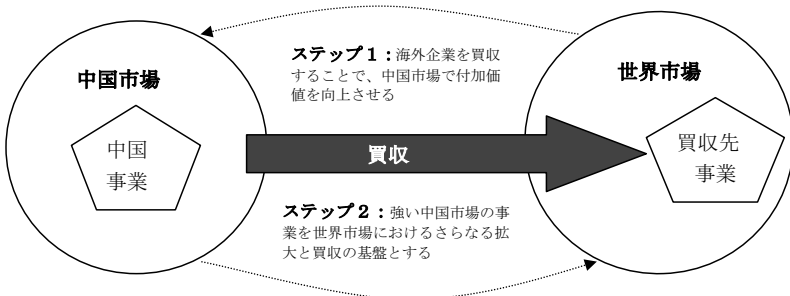 中国市場
中国
事業
ステップ1：海外企業を買収
することで、中国市場で付加価
値を向上させる
買収
ステップ2：強い中国市場の事
業を世界市場におけるさらなる拡
大と買収の基盤とする
世界市場
買収先
事業